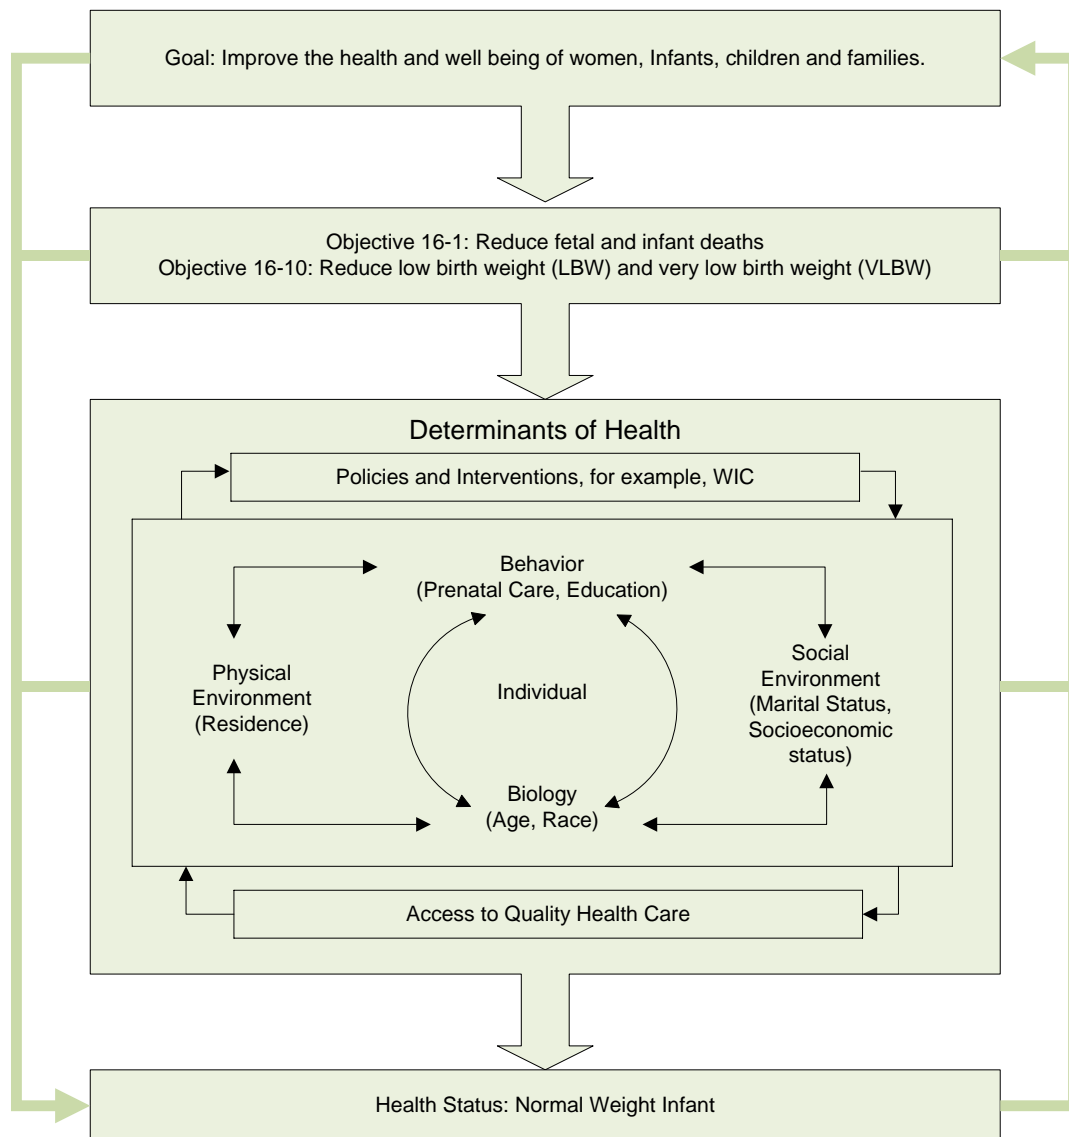 Goal: Improve the health and well being of women, Infants, children and families.
Objective 16-1: Reduce fetal and infant deaths
Objective 16-10: Reduce low birth weight (LBW) and very low birth weight (VLBW)
Determinants of Health
Policies and Interventions, for example, WIC
Behavior
(Prenatal Care, Education)
Physical
Environment
(Residence)
Individual
Social
Environment
(Marital Status,
Socioeconomic
status)
Biology
(Age, Race)
Access to Quality Health Care
Health Status: Normal Weight Infant